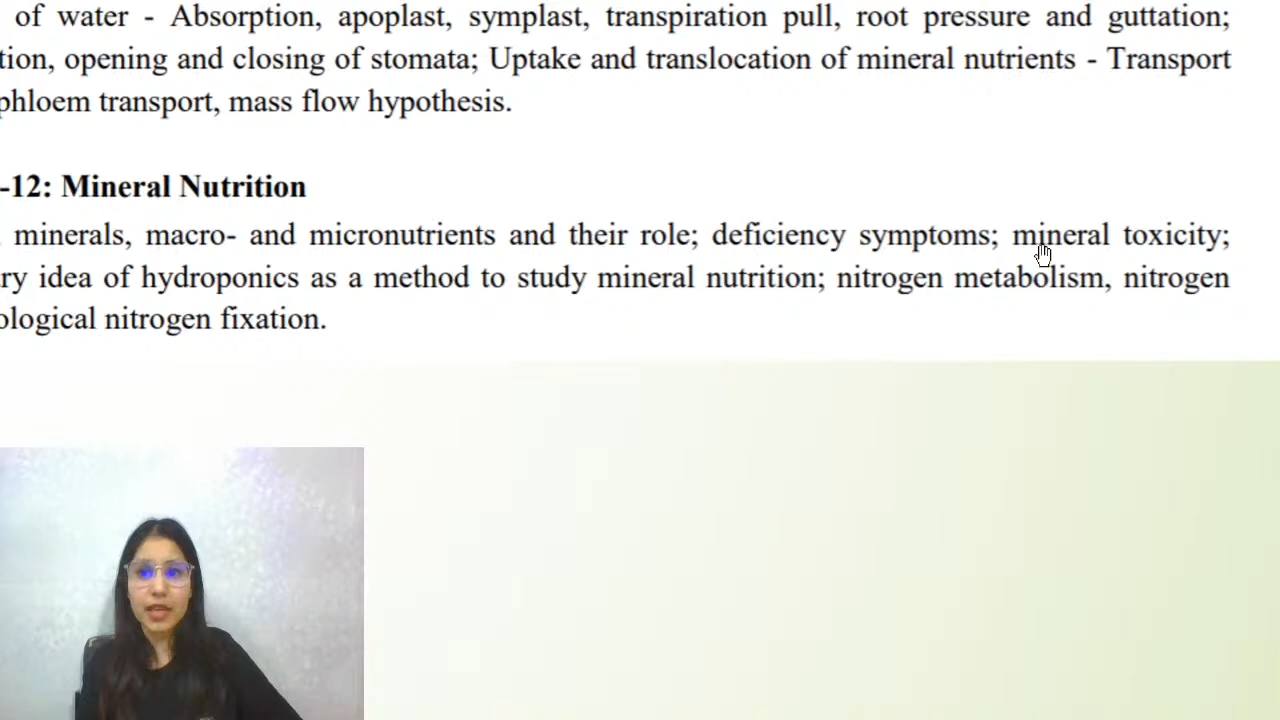 of water - Absorption, apoplast, symplast, transpiration pull, root pressure and guttation;
tion, opening and closing of stomata; Uptake and translocation of mineral nutrients - Transport
phloem transport, mass flow hypothesis.
-12: Mineral Nutrition
minerals, macro- and micronutrients and their role; deficiency symptoms; mineral toxicity;
ry idea of hydroponics as a method to study mineral nutrition; nitrogen metabolism, nitrogen
ological nitrogen fixation.